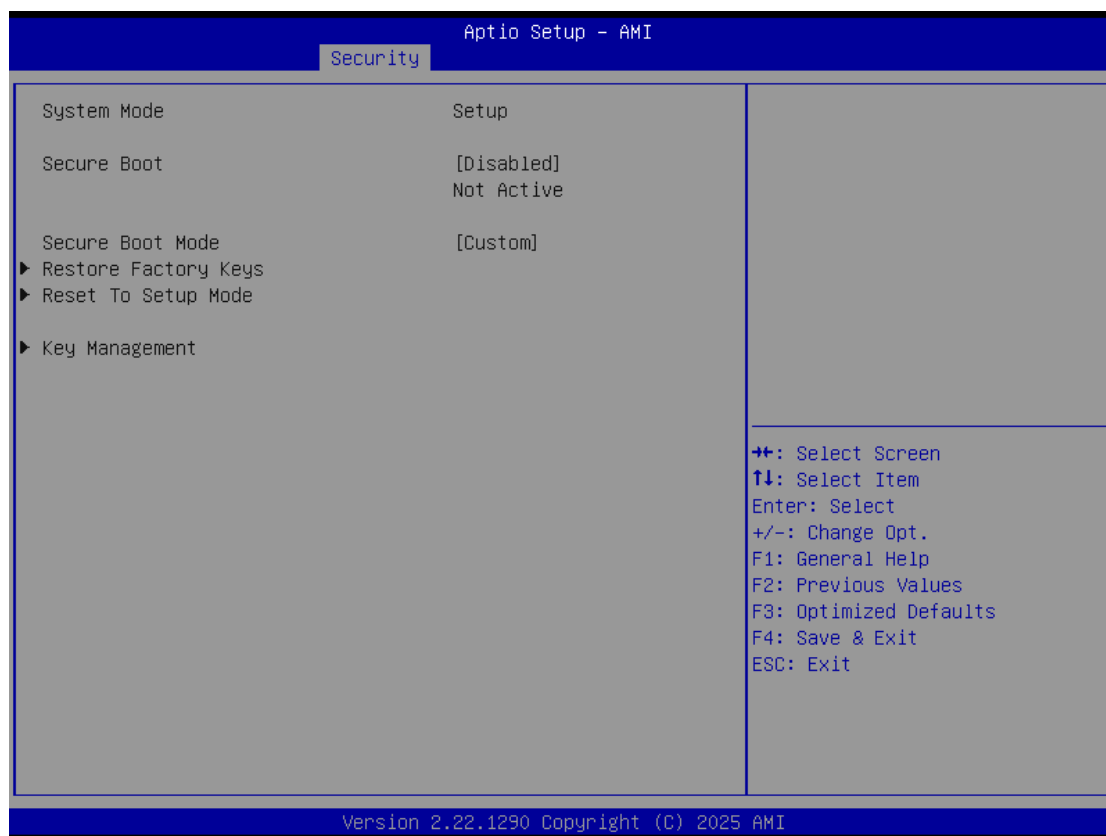 Aptio Setup – AMI
Security
System Mode Setup
Secure Boot [Disabled]
Not Active
Secure Boot Mode [Custom]
▶ Restore Factory Keys
▶ Reset To Setup Mode
▶ Key Management
→←: Select Screen
↑↓: Select Item
Enter: Select
+/-: Change Opt.
F1: General Help
F2: Previous Values
F3: Optimized Defaults
F4: Save & Exit
ESC: Exit
Version 2.22.1290 Copyright (C) 2025 AMI